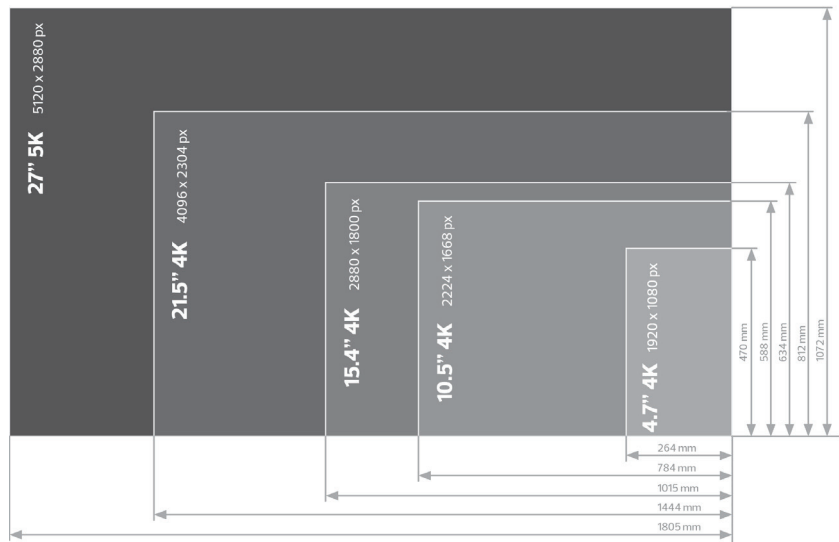 27” 5K 5120 x 2880 px
21.5” 4K 4096 x 2304 px
15.4” 4K 2880 x 1800 px
10.5” 4K 2224 x 1668 px
4.7” 4K 1920 x 1080 px
470 mm
588 mm
634 mm
812 mm
1072 mm
264 mm
784 mm
1015 mm
1444 mm
1805 mm